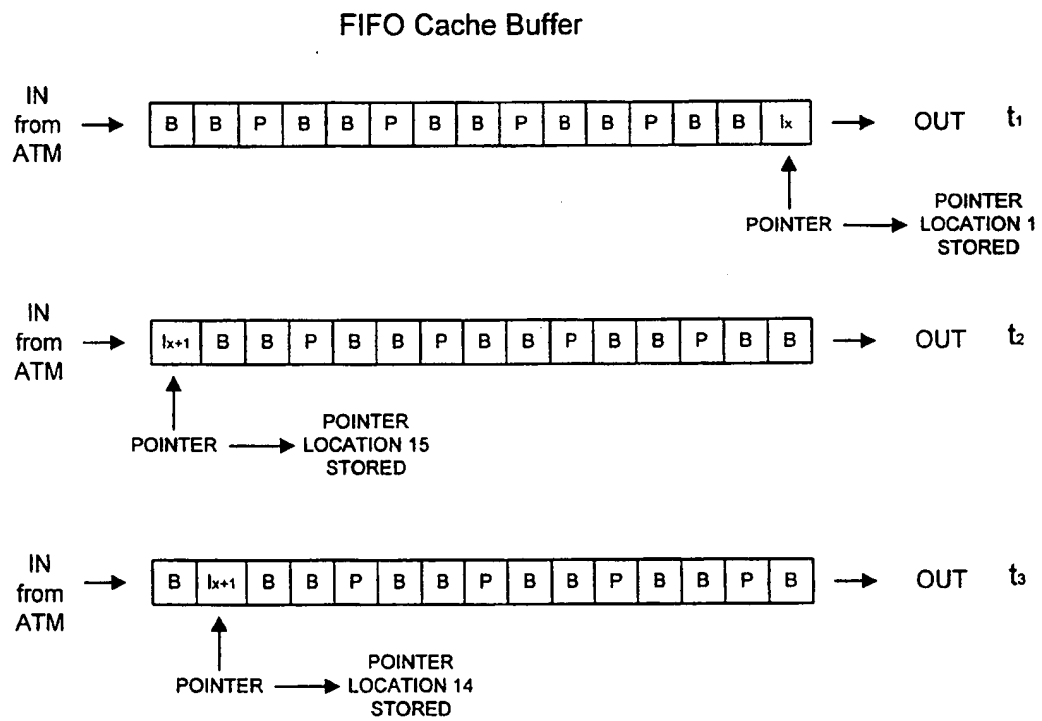 FIFO Cache Buffer
IN
from
ATM
B B P B B P B B P B B P B B Ix
OUT t1
POINTER
POINTER
LOCATION 1
STORED
IN
from
ATM
Ix+1 B B P B B P B B P B B P B B
OUT t2
POINTER
POINTER
LOCATION 15
STORED
IN
from
ATM
B Ix+1 B B P B B P B B P B B P B
OUT t3
POINTER
POINTER
LOCATION 14
STORED